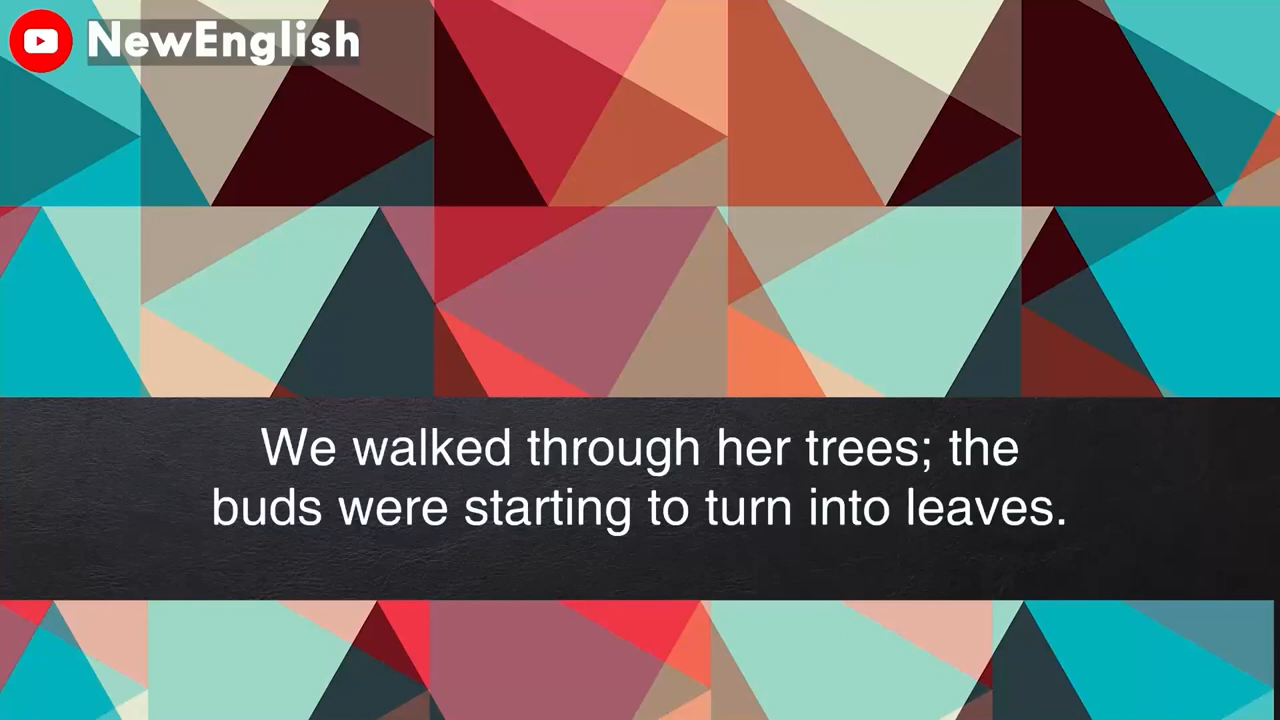 NewEnglish
We walked through her trees; the
buds were starting to turn into leaves.